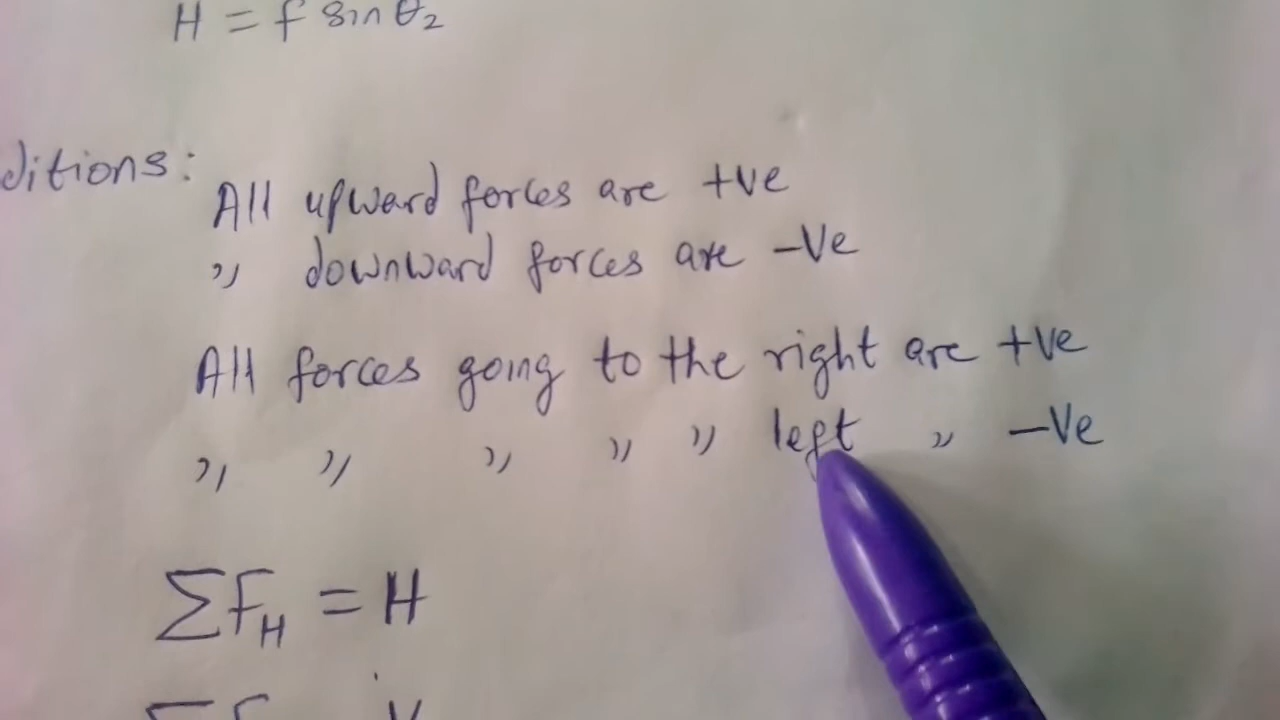 H = f sin θ₂
ditions:
All upward forces are +ve
,, downward forces are -Ve
All forces going to the right are +ve
,, ,, ,, ,, ,, left ,, -Ve
ΣF_H = H